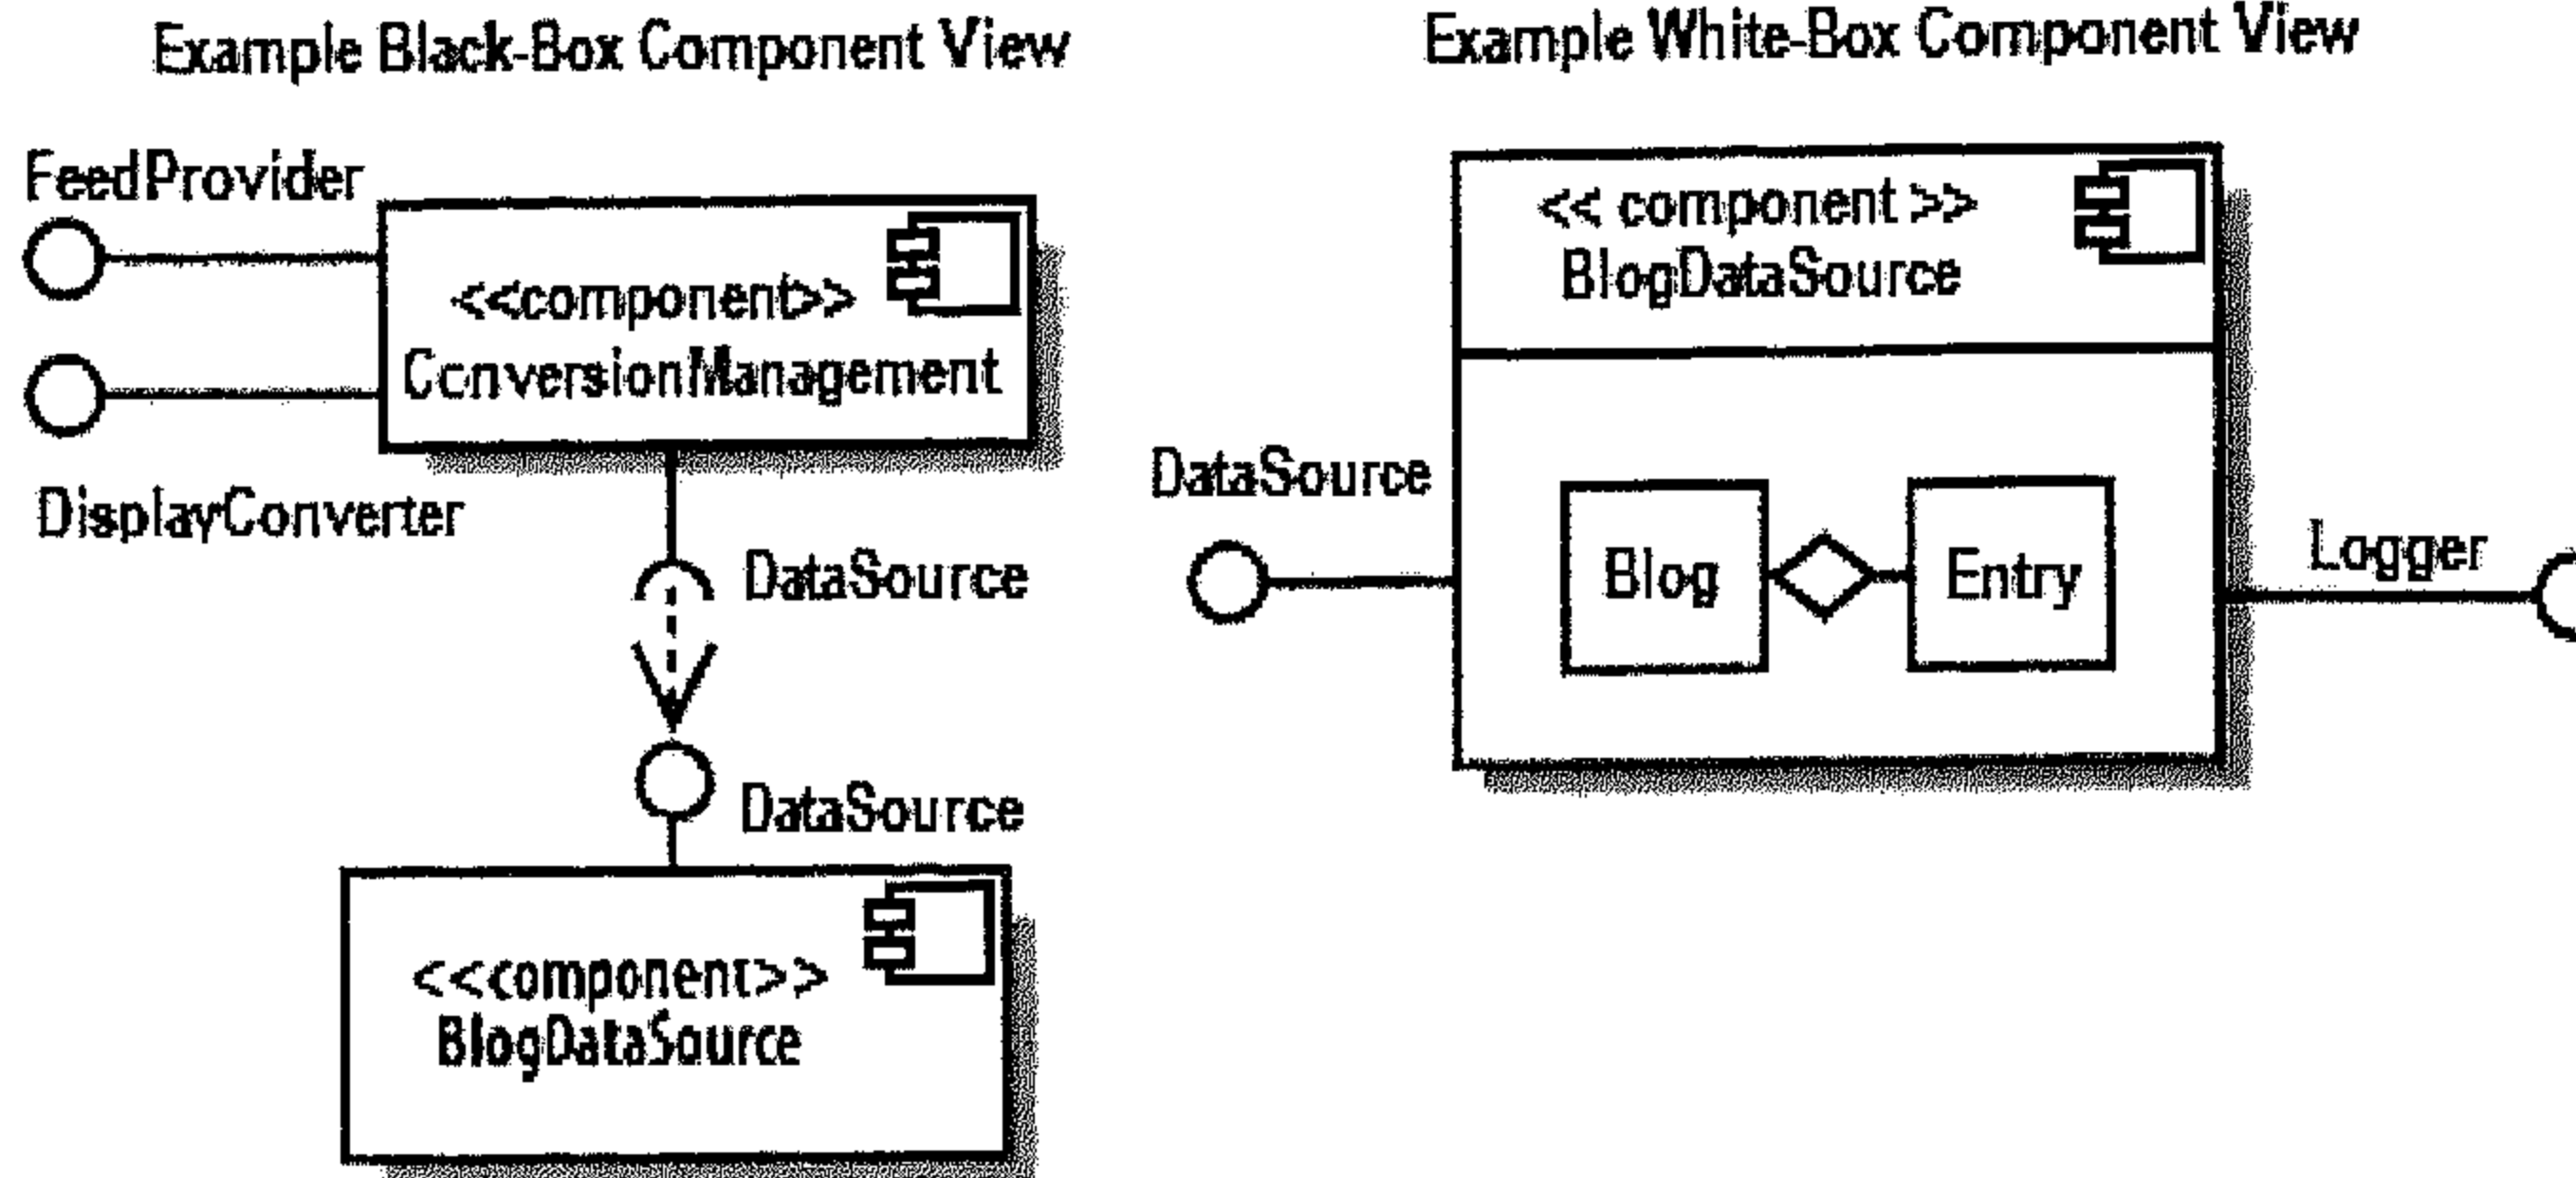 Example Black-Box Component View
FeedProvider
<<component>>
ConversionManagement
DisplayConverter
DataSource
DataSource
<<component>>
BlogDataSource
Example White-Box Component View
<< component >>
BlogDataSource
DataSource
Blog
Entry
Logger